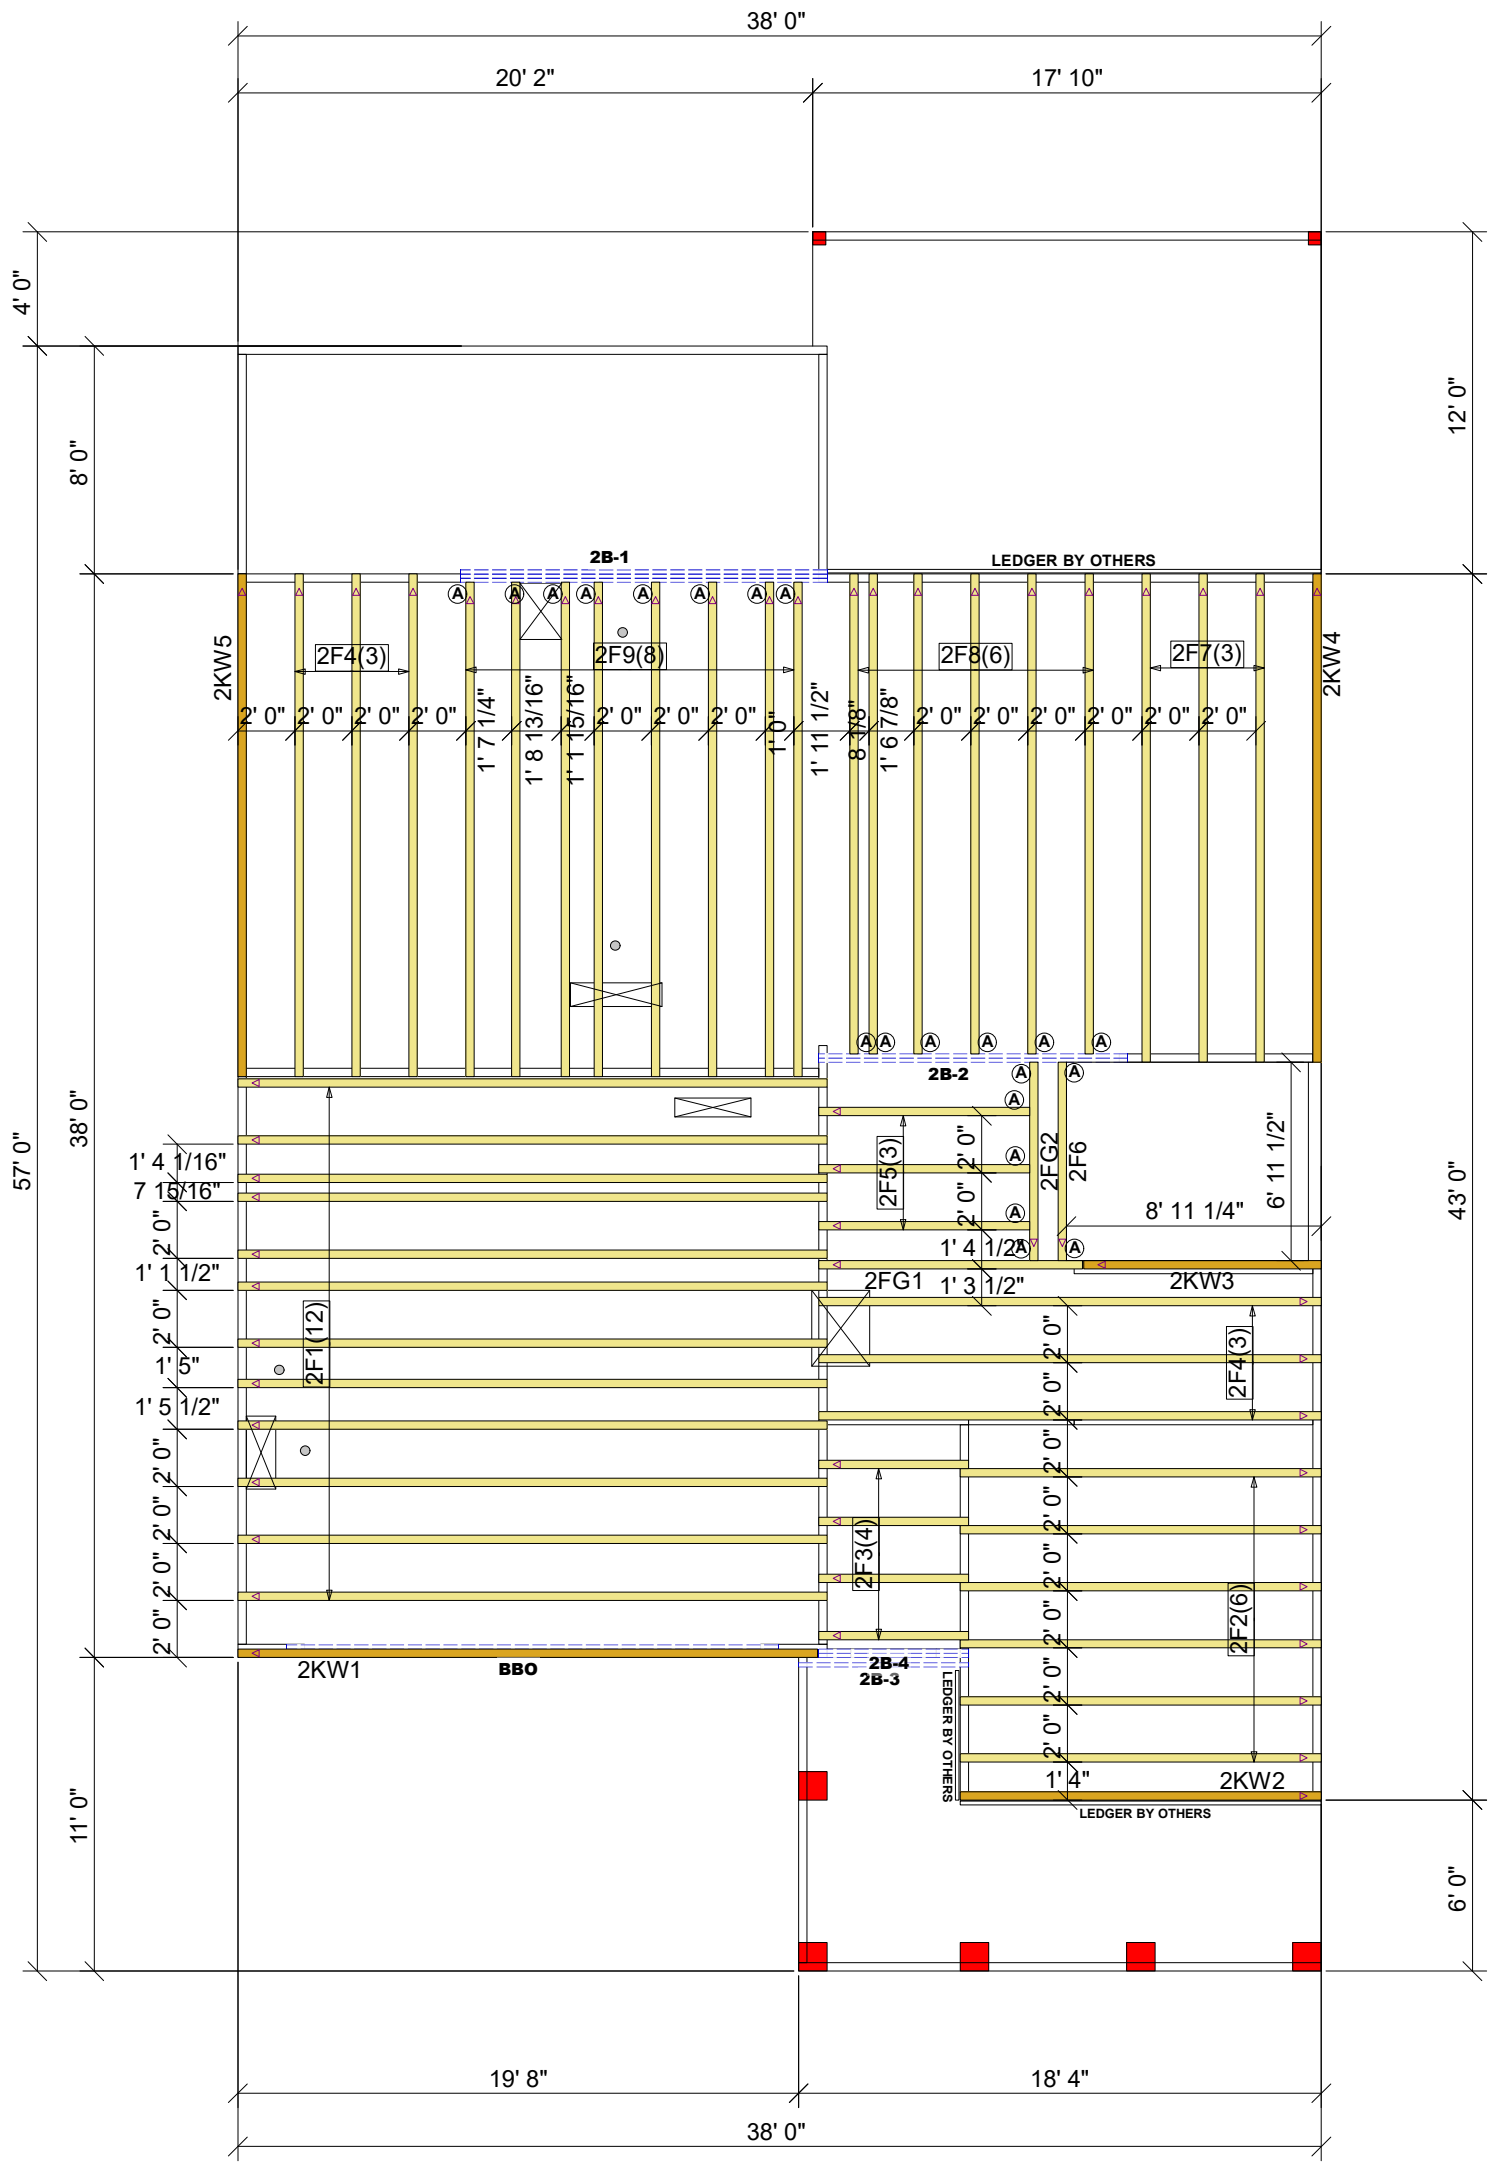 38' 0"
20' 2"
17' 10"
4' 0"
12' 0"
8' 0"
2B-1
LEDGER BY OTHERS
A A A A A A A A
2KW5
2F4(3)
2F9(8)
2F8(6)
2F7(3)
2KW4
2' 0" 2' 0" 2' 0" 2' 0" 1' 7 1/4" 1' 8 13/16" 1' 1 15/16" 2' 0" 2' 0" 2' 0" 1' 0" 1' 11 1/2" 8 1/8" 1' 6 7/8" 2' 0" 2' 0" 2' 0" 2' 0" 2' 0" 2' 0"
A A A A A A
2B-2
A A
A
A
A
A A
2F5(3)
2' 0"
2' 0"
2FG2
2F6
6' 11 1/2"
8' 11 1/4"
1' 4 1/2"
1' 3 1/2"
2FG1
2KW3
57' 0"
38' 0"
43' 0"
1' 4 1/16"
7 15/16"
2' 0"
1' 1 1/2"
2' 0"
1' 5"
1' 5 1/2"
2' 0"
2' 0"
2' 0"
2' 0"
2F1(12)
2' 0"
2' 0"
2' 0"
2' 0"
2' 0"
2' 0"
2' 0"
2' 0"
1' 4"
2F4(3)
2F3(4)
2F2(6)
2KW1
BBO
2B-4
2B-3
LEDGER BY OTHERS
2KW2
LEDGER BY OTHERS
11' 0"
6' 0"
19' 8"
18' 4"
38' 0"